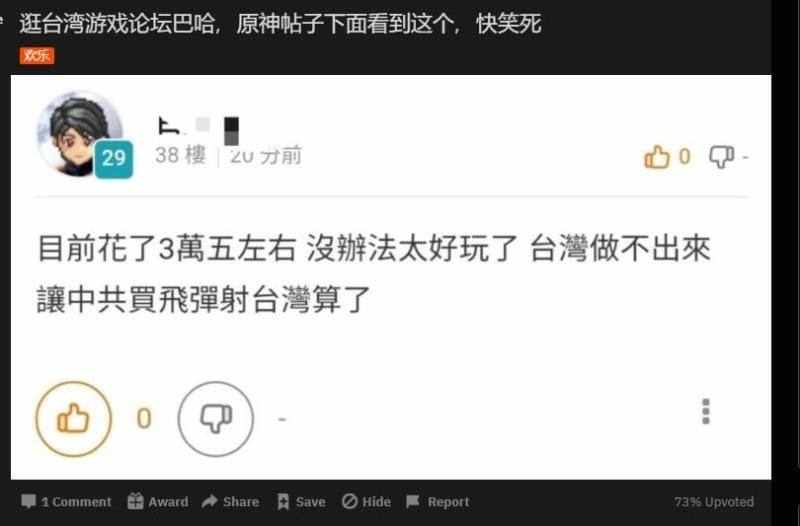 逛台湾游戏论坛巴哈，原神帖子下面看到这个，快笑死
欢乐
29
38 樓 20 分前
0 -
目前花了3萬五左右 沒辦法太好玩了 台灣做不出來
讓中共買飛彈射台灣算了
0 -
1 Comment Award Share Save Hide Report 73% Upvoted